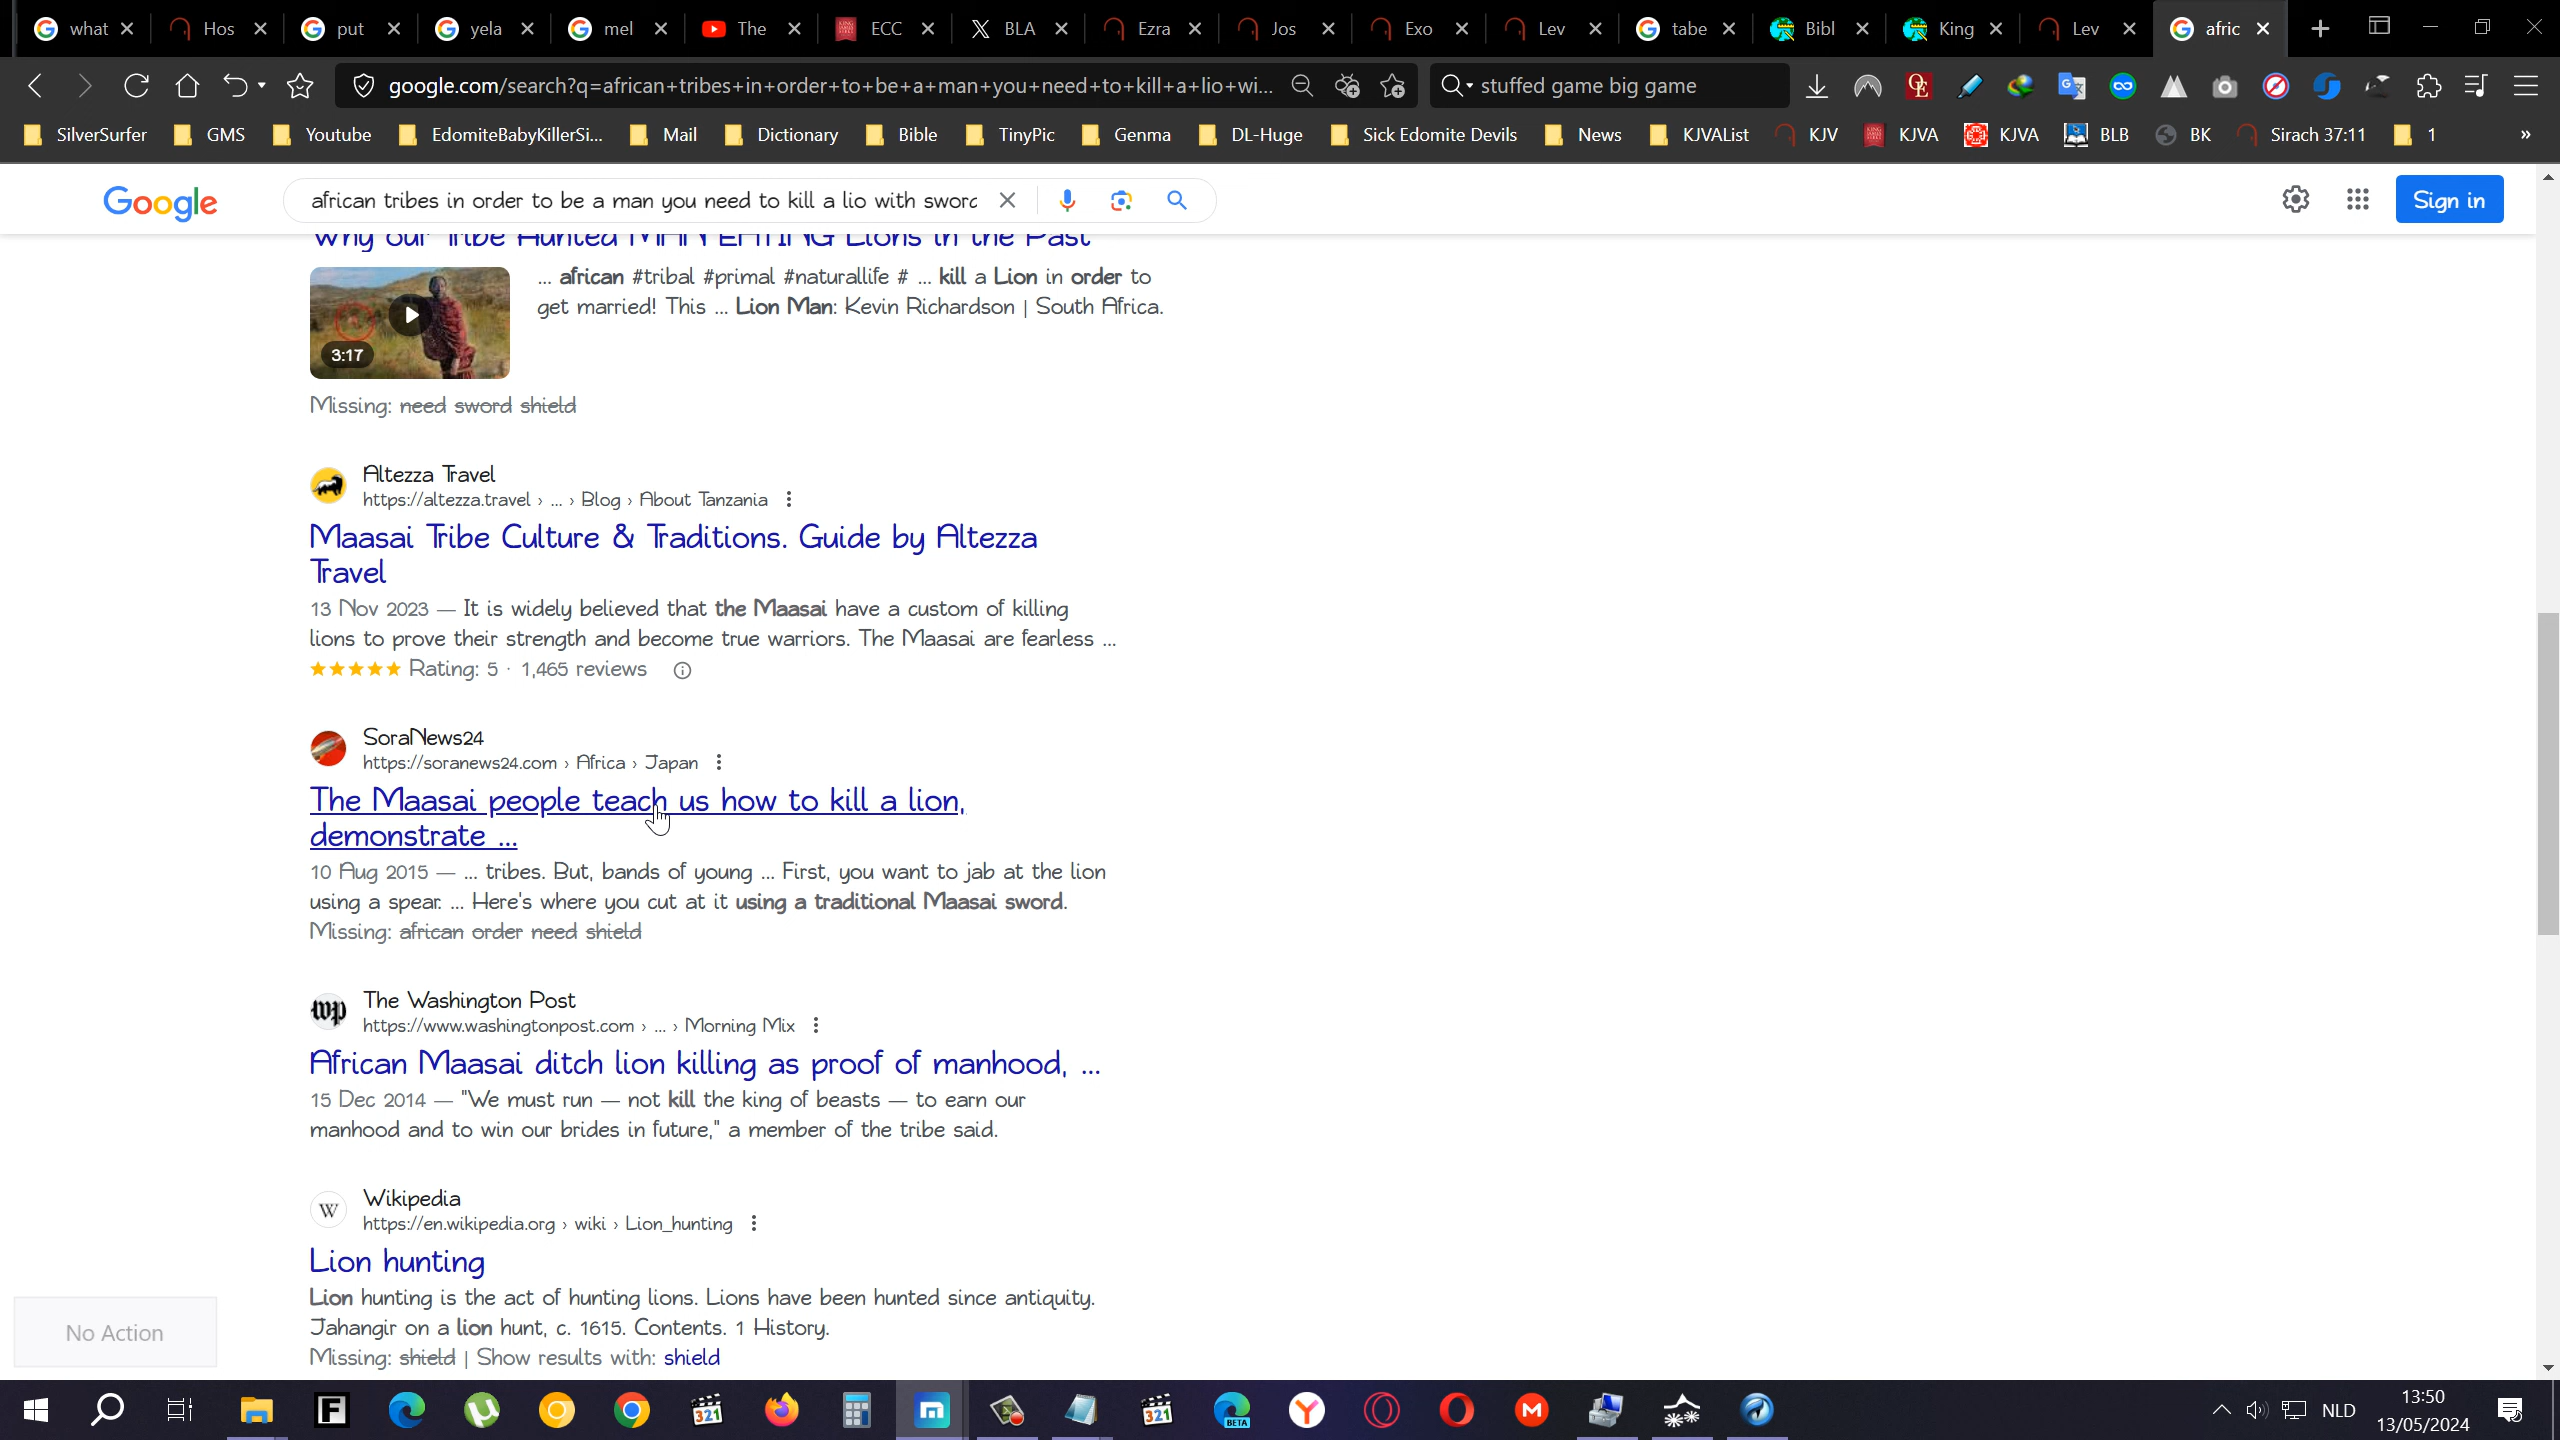 what Hos put yela mel The ECC BLA Ezra Jos Exo Lev tabe Bibl King Lev afric
google.com/search?q=african+tribes+in+order+to+be+a+man+you+need+to+kill+a+lio+wi... stuffed game big game
SilverSurfer GMS Youtube EdomiteBabyKillerSi... Mail Dictionary Bible TinyPic Genma DL-Huge Sick Edomite Devils News KJVAList KJV KJVA KJVA BLB BK Sirach 37:11 1 »
Google african tribes in order to be a man you need to kill a lio with sword Sign in
Why our Tribe Hunted MAN EATING Lions in the Past
... african #tribal #primal #naturallife # ... kill a Lion in order to
get married! This ... Lion Man: Kevin Richardson | South Africa.
3:17
Missing: need sword shield
Altezza Travel
https://altezza.travel › ... › Blog › About Tanzania
Maasai Tribe Culture & Traditions. Guide by Altezza
Travel
13 Nov 2023 — It is widely believed that the Maasai have a custom of killing
lions to prove their strength and become true warriors. The Maasai are fearless ...
Rating: 5 · 1,465 reviews
SoraNews24
https://soranews24.com › Africa › Japan
The Maasai people teach us how to kill a lion,
demonstrate ...
10 Aug 2015 — ... tribes. But, bands of young ... First, you want to jab at the lion
using a spear. ... Here's where you cut at it using a traditional Maasai sword.
Missing: african order need shield
wp The Washington Post
https://www.washingtonpost.com › ... › Morning Mix
African Maasai ditch lion killing as proof of manhood, ...
15 Dec 2014 — "We must run — not kill the king of beasts — to earn our
manhood and to win our brides in future," a member of the tribe said.
W Wikipedia
https://en.wikipedia.org › wiki › Lion_hunting
Lion hunting
Lion hunting is the act of hunting lions. Lions have been hunted since antiquity.
Jahangir on a lion hunt, c. 1615. Contents. 1 History.
Missing: shield | Show results with: shield
No Action
F 321 321 BETA Y M NLD 13:50
13/05/2024